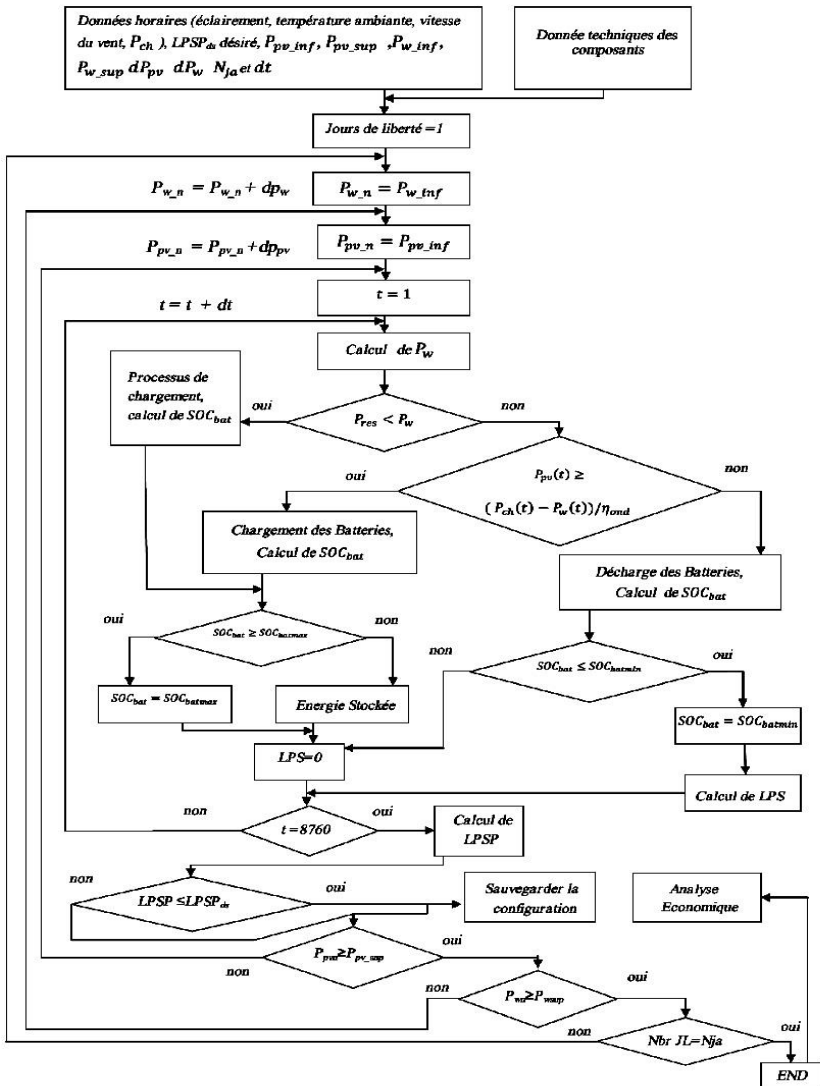 Données horaires (éclairement, température ambiante, vitesse
du vent, P_ch ), LPSP_ds désiré, P_pv_inf, P_pv_sup ,P_w_inf,
P_w_sup dP_pv dP_w N_ja et dt
Donnée techniques des
composants
Jours de liberté =1
P_w_n = P_w_n + dp_w
P_w_n = P_w_inf
P_pv_n = P_pv_n + dp_pv
P_pv_n = P_pv_inf
t = 1
t = t + dt
Calcul de P_w
Processus de
chargement,
calcul de SOC_bat
oui
P_res < P_w
non
oui
P_pv(t) ≥
( P_ch(t) − P_w(t))/η_ond
non
Chargement des Batteries,
Calcul de SOC_bat
Décharge des Batteries,
Calcul de SOC_bat
oui
SOC_bat ≥ SOC_batmax
non
non
SOC_bat ≤ SOC_batmin
oui
SOC_bat = SOC_batmax
Energie Stockée
SOC_bat = SOC_batmin
LPS=0
Calcul de LPS
non
t =8760
oui
Calcul de
LPSP
non
LPSP ≤LPSP_ds
oui
Sauvegarder la
configuration
Analyse
Economique
non
P_pvn≥P_pv_sup
oui
non
P_wn≥P_wsup
oui
non
Nbr JL=Nja
oui
END